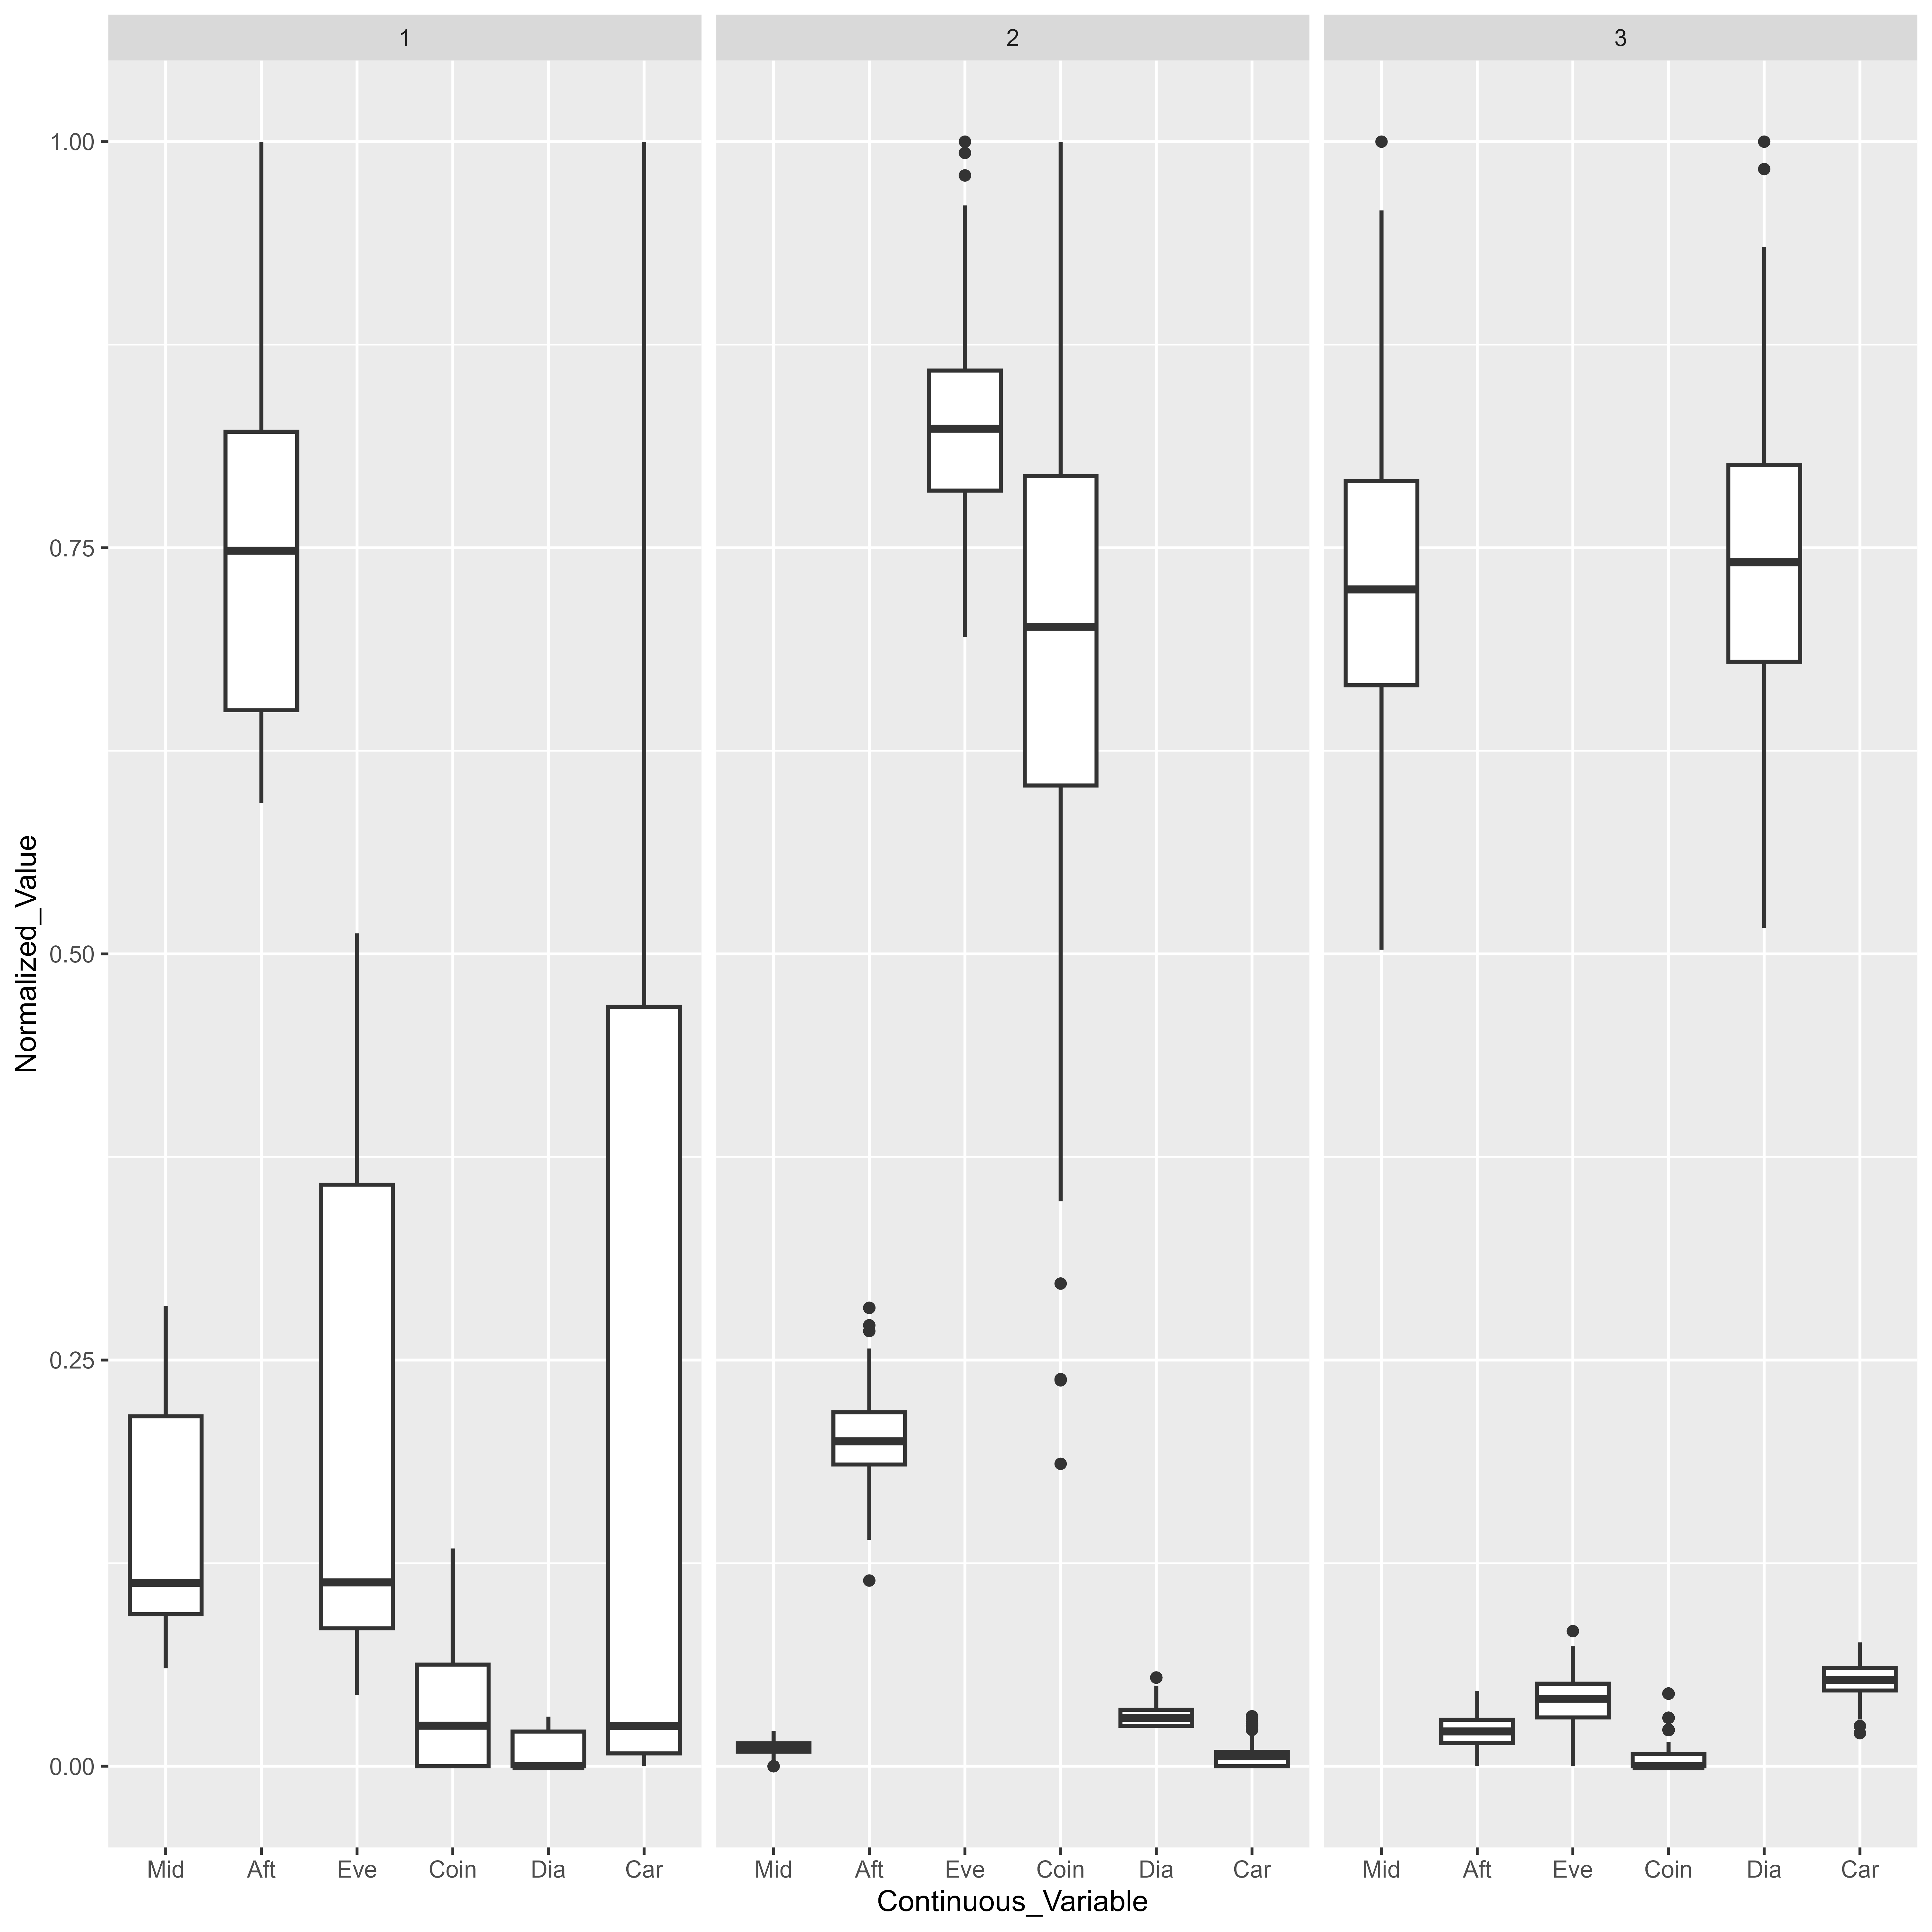 1 2 3
1.00
0.75
0.50
0.25
0.00
Normalized_Value
Mid Aft Eve Coin Dia Car Mid Aft Eve Coin Dia Car Mid Aft Eve Coin Dia Car
Continuous_Variable